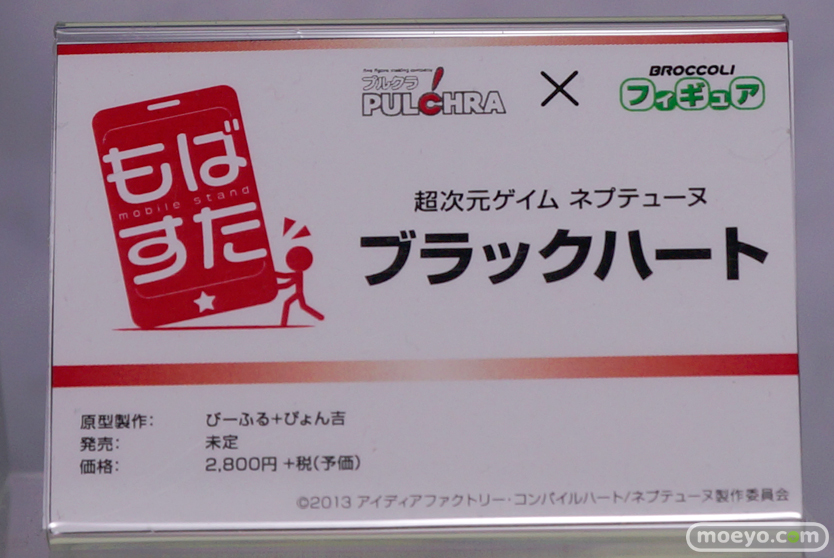 five figure making company
プルクラ
PULCHRA
×
BROCCOLI
フィギュア
もば
mobile stand
すた
超次元ゲイム ネプテューヌ
ブラックハート
原型製作: びーふる+ぴょん吉
発売: 未定
価格: 2,800円 +税(予価)
©2013 アイディアファクトリー・コンパイルハート/ネプテューヌ製作委員会
moeyo.com